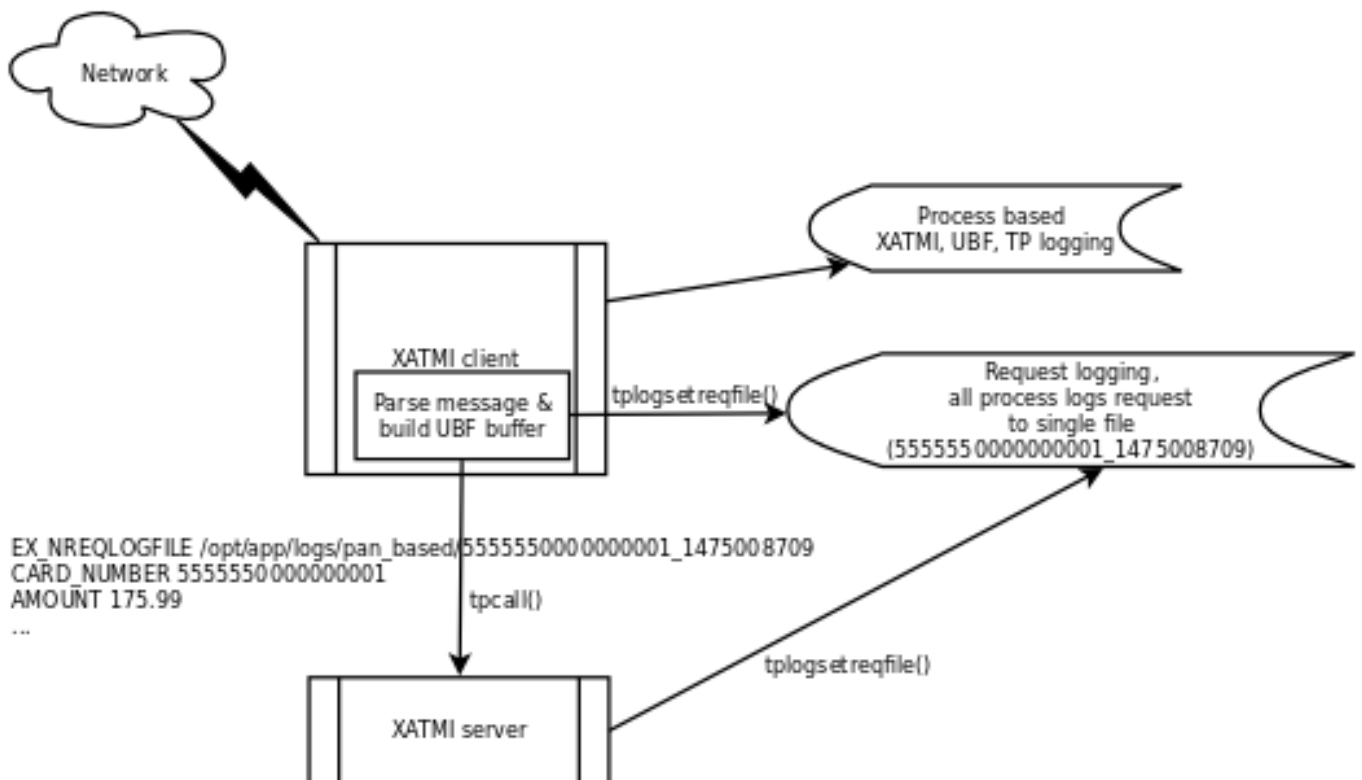 Network
Process based
XATMI, UBF, TP logging
XATMI client
Parse message &
build UBF buffer
tplogsetreqfile()
Request logging,
all process logs request
to single file
(5555550000000001_1475008709)
EX_NREQLOGFILE /opt/app/logs/pan_based/5555550000000001_1475008709
CARD_NUMBER 5555550000000001
AMOUNT 175.99
...
tpcall()
tplogsetreqfile()
XATMI server